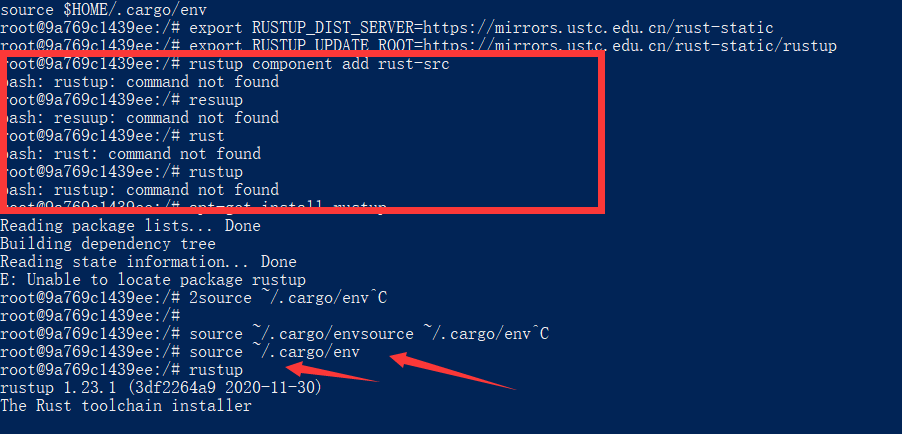 source $HOME/.cargo/env
root@9a769c1439ee:/# export RUSTUP_DIST_SERVER=https://mirrors.ustc.edu.cn/rust-static
root@9a769c1439ee:/# export RUSTUP_UPDATE_ROOT=https://mirrors.ustc.edu.cn/rust-static/rustup
root@9a769c1439ee:/# rustup component add rust-src
bash: rustup: command not found
root@9a769c1439ee:/# resuup
bash: resuup: command not found
root@9a769c1439ee:/# rust
bash: rust: command not found
root@9a769c1439ee:/# rustup
bash: rustup: command not found
root@9a769c1439ee:/# apt-get install rustup
Reading package lists... Done
Building dependency tree
Reading state information... Done
E: Unable to locate package rustup
root@9a769c1439ee:/# 2source ~/.cargo/env^C
root@9a769c1439ee:/#
root@9a769c1439ee:/# source ~/.cargo/envsource ~/.cargo/env^C
root@9a769c1439ee:/# source ~/.cargo/env
root@9a769c1439ee:/# rustup
rustup 1.23.1 (3df2264a9 2020-11-30)
The Rust toolchain installer